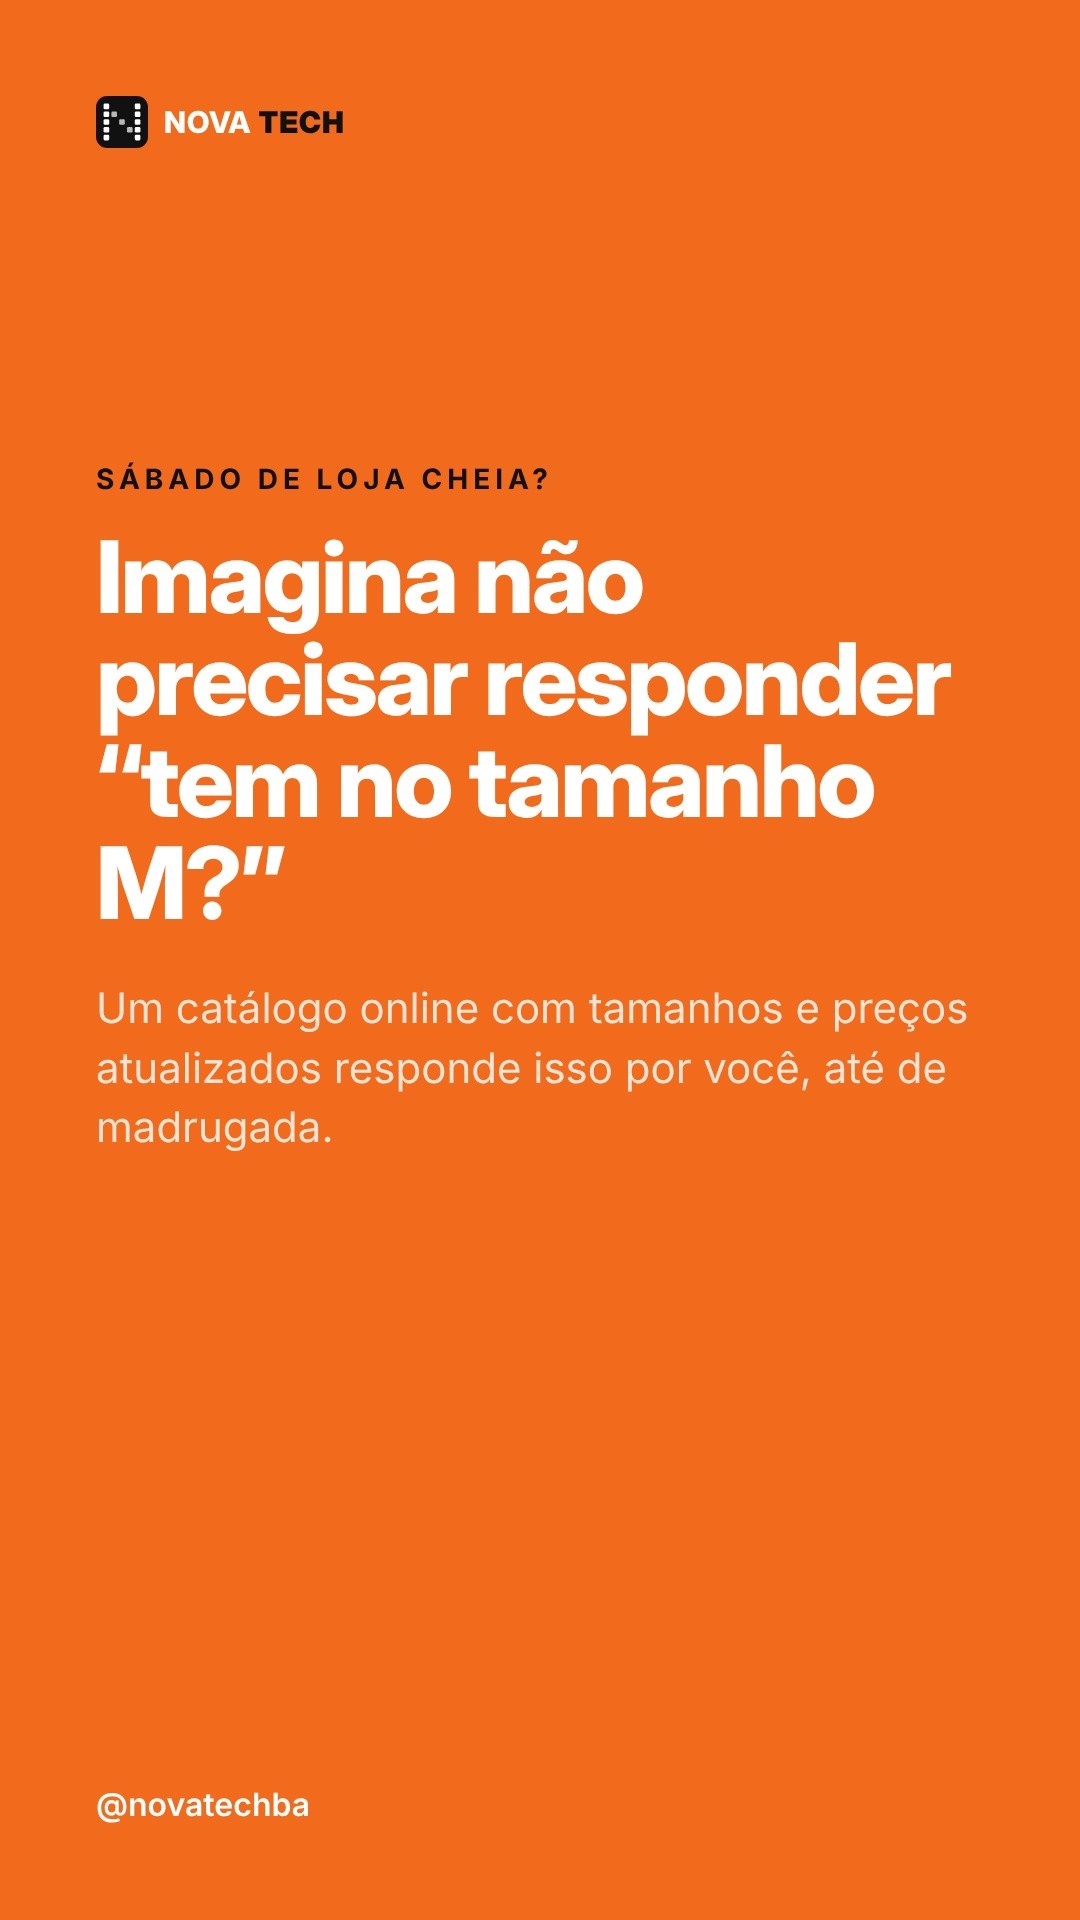 NOVA TECH
SÁBADO DE LOJA CHEIA?
Imagina não
precisar responder
“tem no tamanho
M?”
Um catálogo online com tamanhos e preços
atualizados responde isso por você, até de
madrugada.
@novatechba